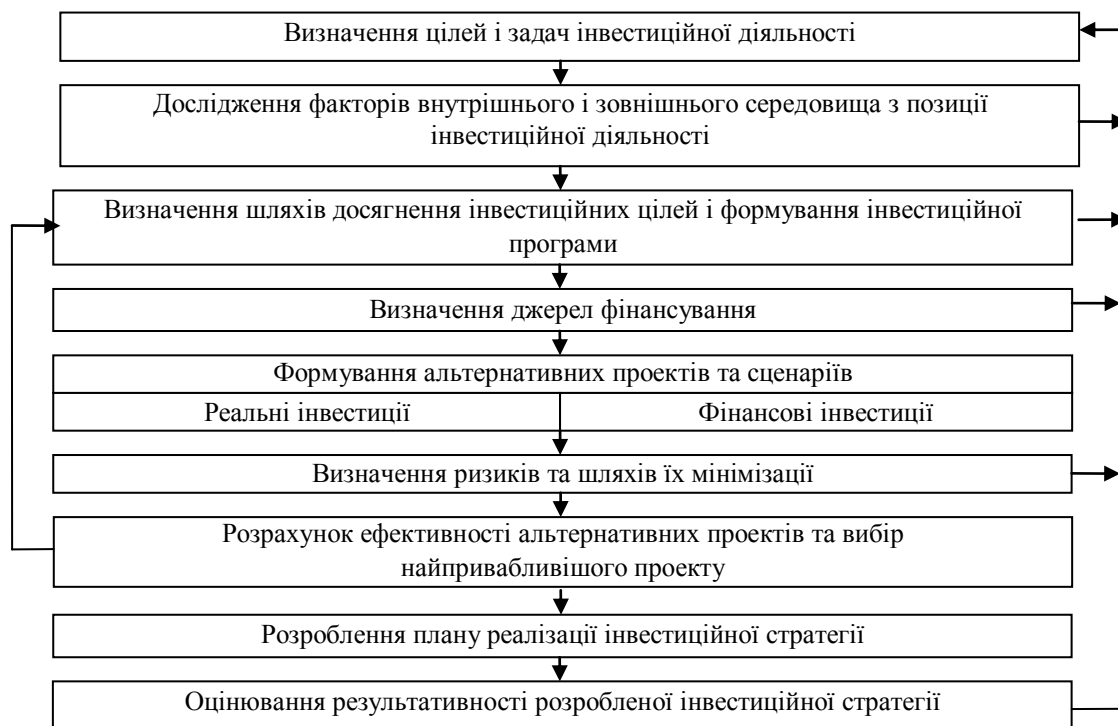 Визначення цілей і задач інвестиційної діяльності
Дослідження факторів внутрішнього і зовнішнього середовища з позиції
інвестиційної діяльності
Визначення шляхів досягнення інвестиційних цілей і формування інвестиційної
програми
Визначення джерел фінансування
Формування альтернативних проектів та сценаріїв
Реальні інвестиції
Фінансові інвестиції
Визначення ризиків та шляхів їх мінімізації
Розрахунок ефективності альтернативних проектів та вибір
найпривабливішого проекту
Розроблення плану реалізації інвестиційної стратегії
Оцінювання результативності розробленої інвестиційної стратегії